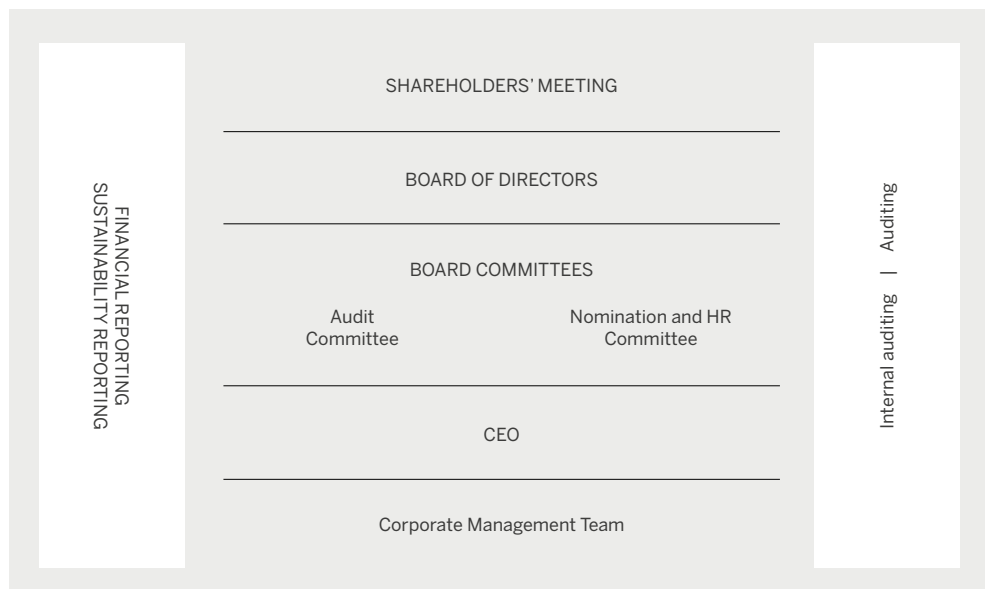 FINANCIAL REPORTING
SUSTAINABILITY REPORTING
SHAREHOLDERS’ MEETING
BOARD OF DIRECTORS
BOARD COMMITTEES
Audit
Committee
Nomination and HR
Committee
CEO
Corporate Management Team
Internal auditing | Auditing